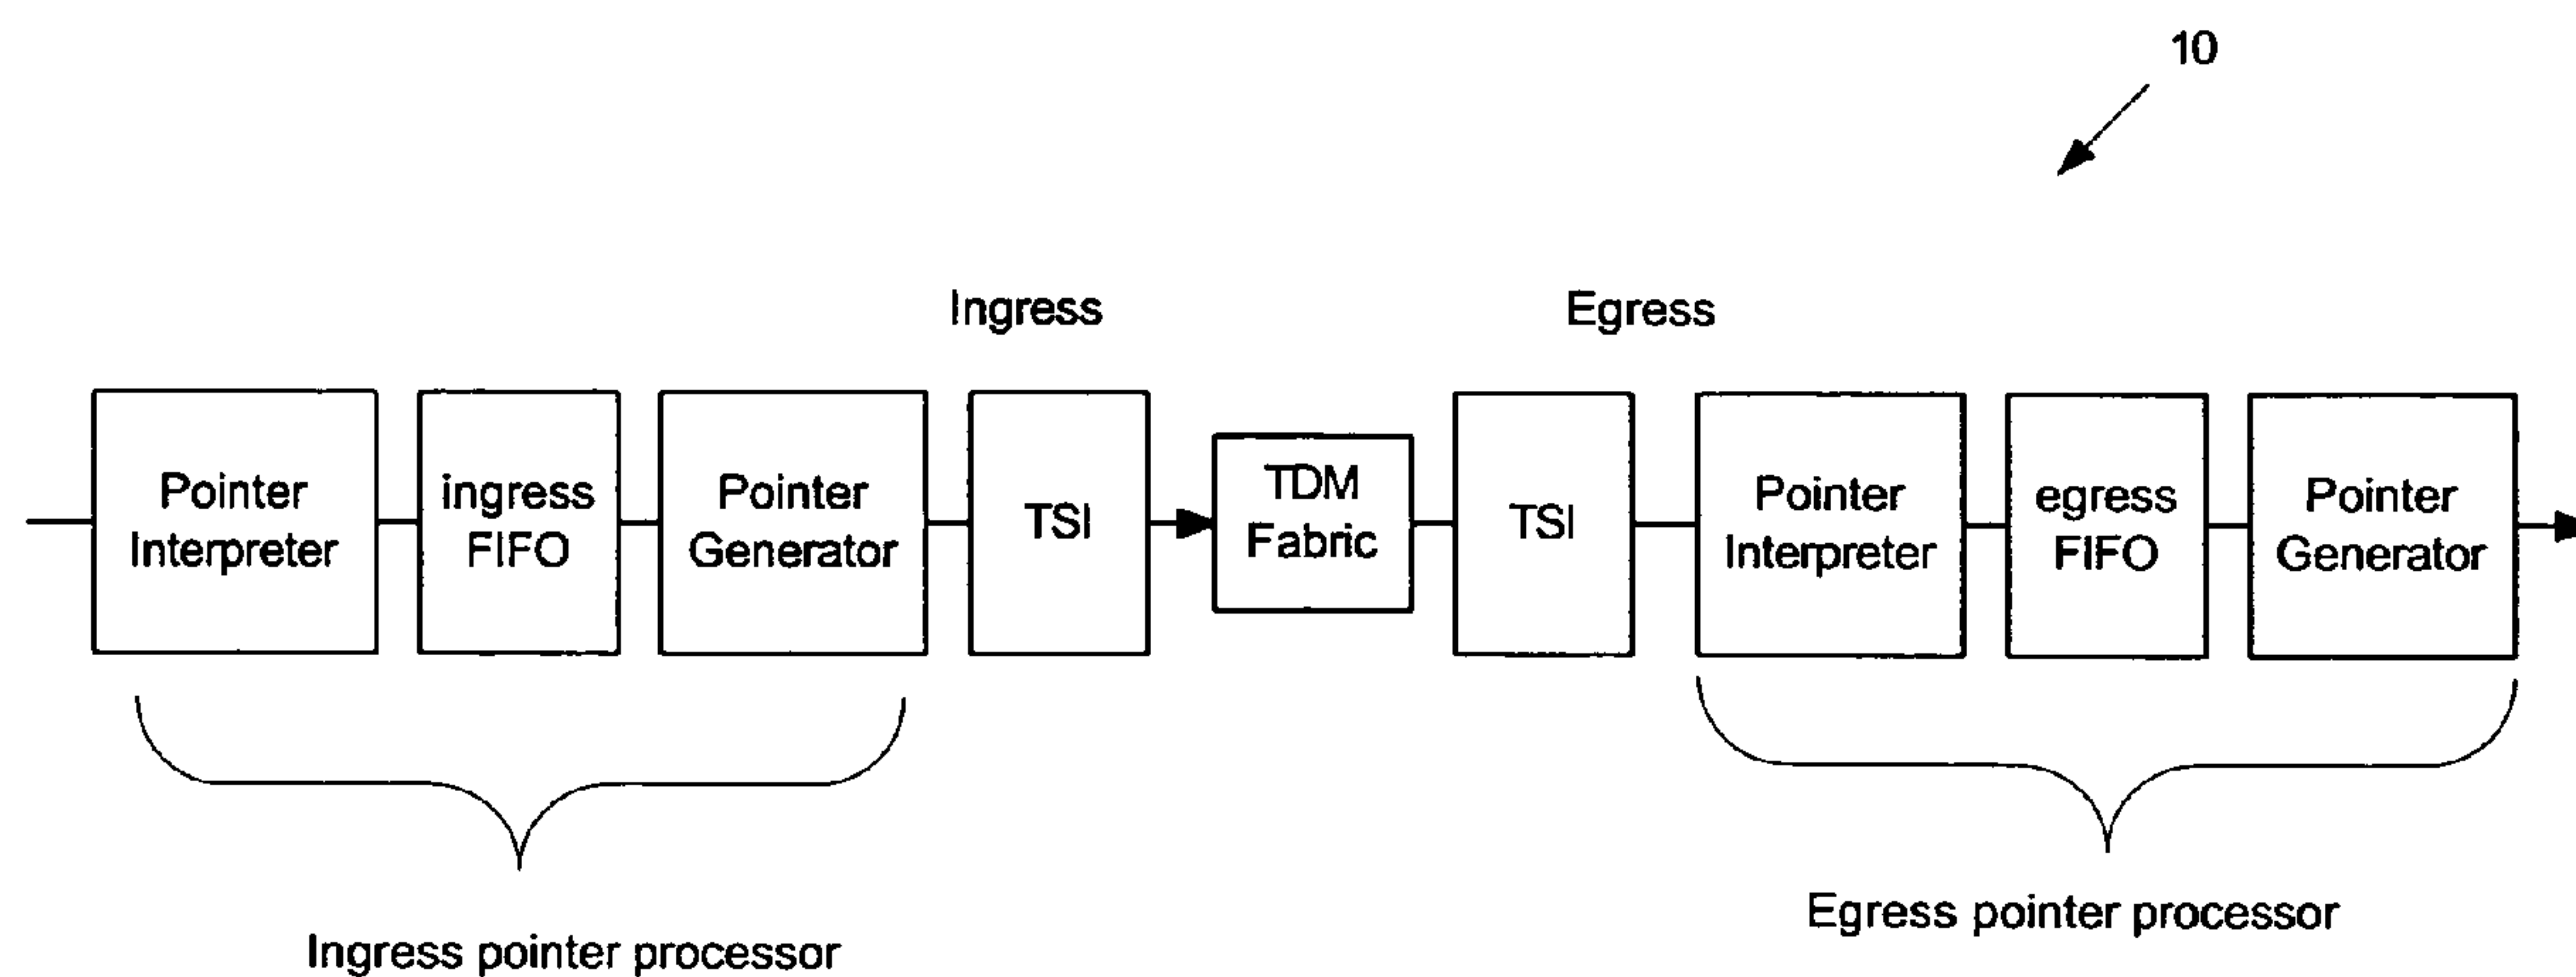 10
Ingress
Egress
Pointer
Interpreter
ingress
FIFO
Pointer
Generator
TSI
TDM
Fabric
TSI
Pointer
Interpreter
egress
FIFO
Pointer
Generator
Ingress pointer processor
Egress pointer processor